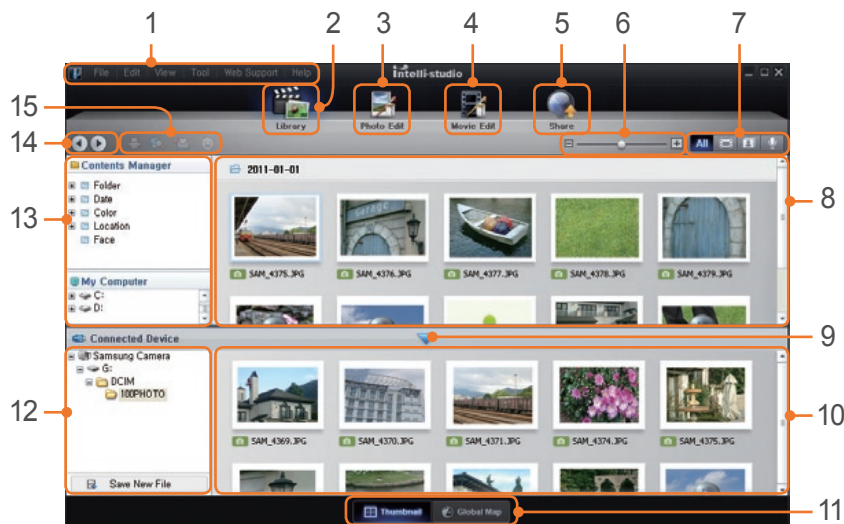 1 2 3 4 5 6 7
File Edit View Tool Web Support Help
Intelli-studio
Library Photo Edit Movie Edit Share
15
14
All
Contents Manager
Folder
Date
Color
Location
Face
13
My Computer
C:
D:
2011-01-01
SAM_4375.JPG SAM_4376.JPG SAM_4377.JPG SAM_4378.JPG SAM_4379.JPG
8
Connected Device
9
Samsung Camera
G:
DCIM
100PHOTO
12
Save New File
SAM_4369.JPG SAM_4370.JPG SAM_4371.JPG SAM_4374.JPG SAM_4375.JPG
10
Thumbnail Global Map
11